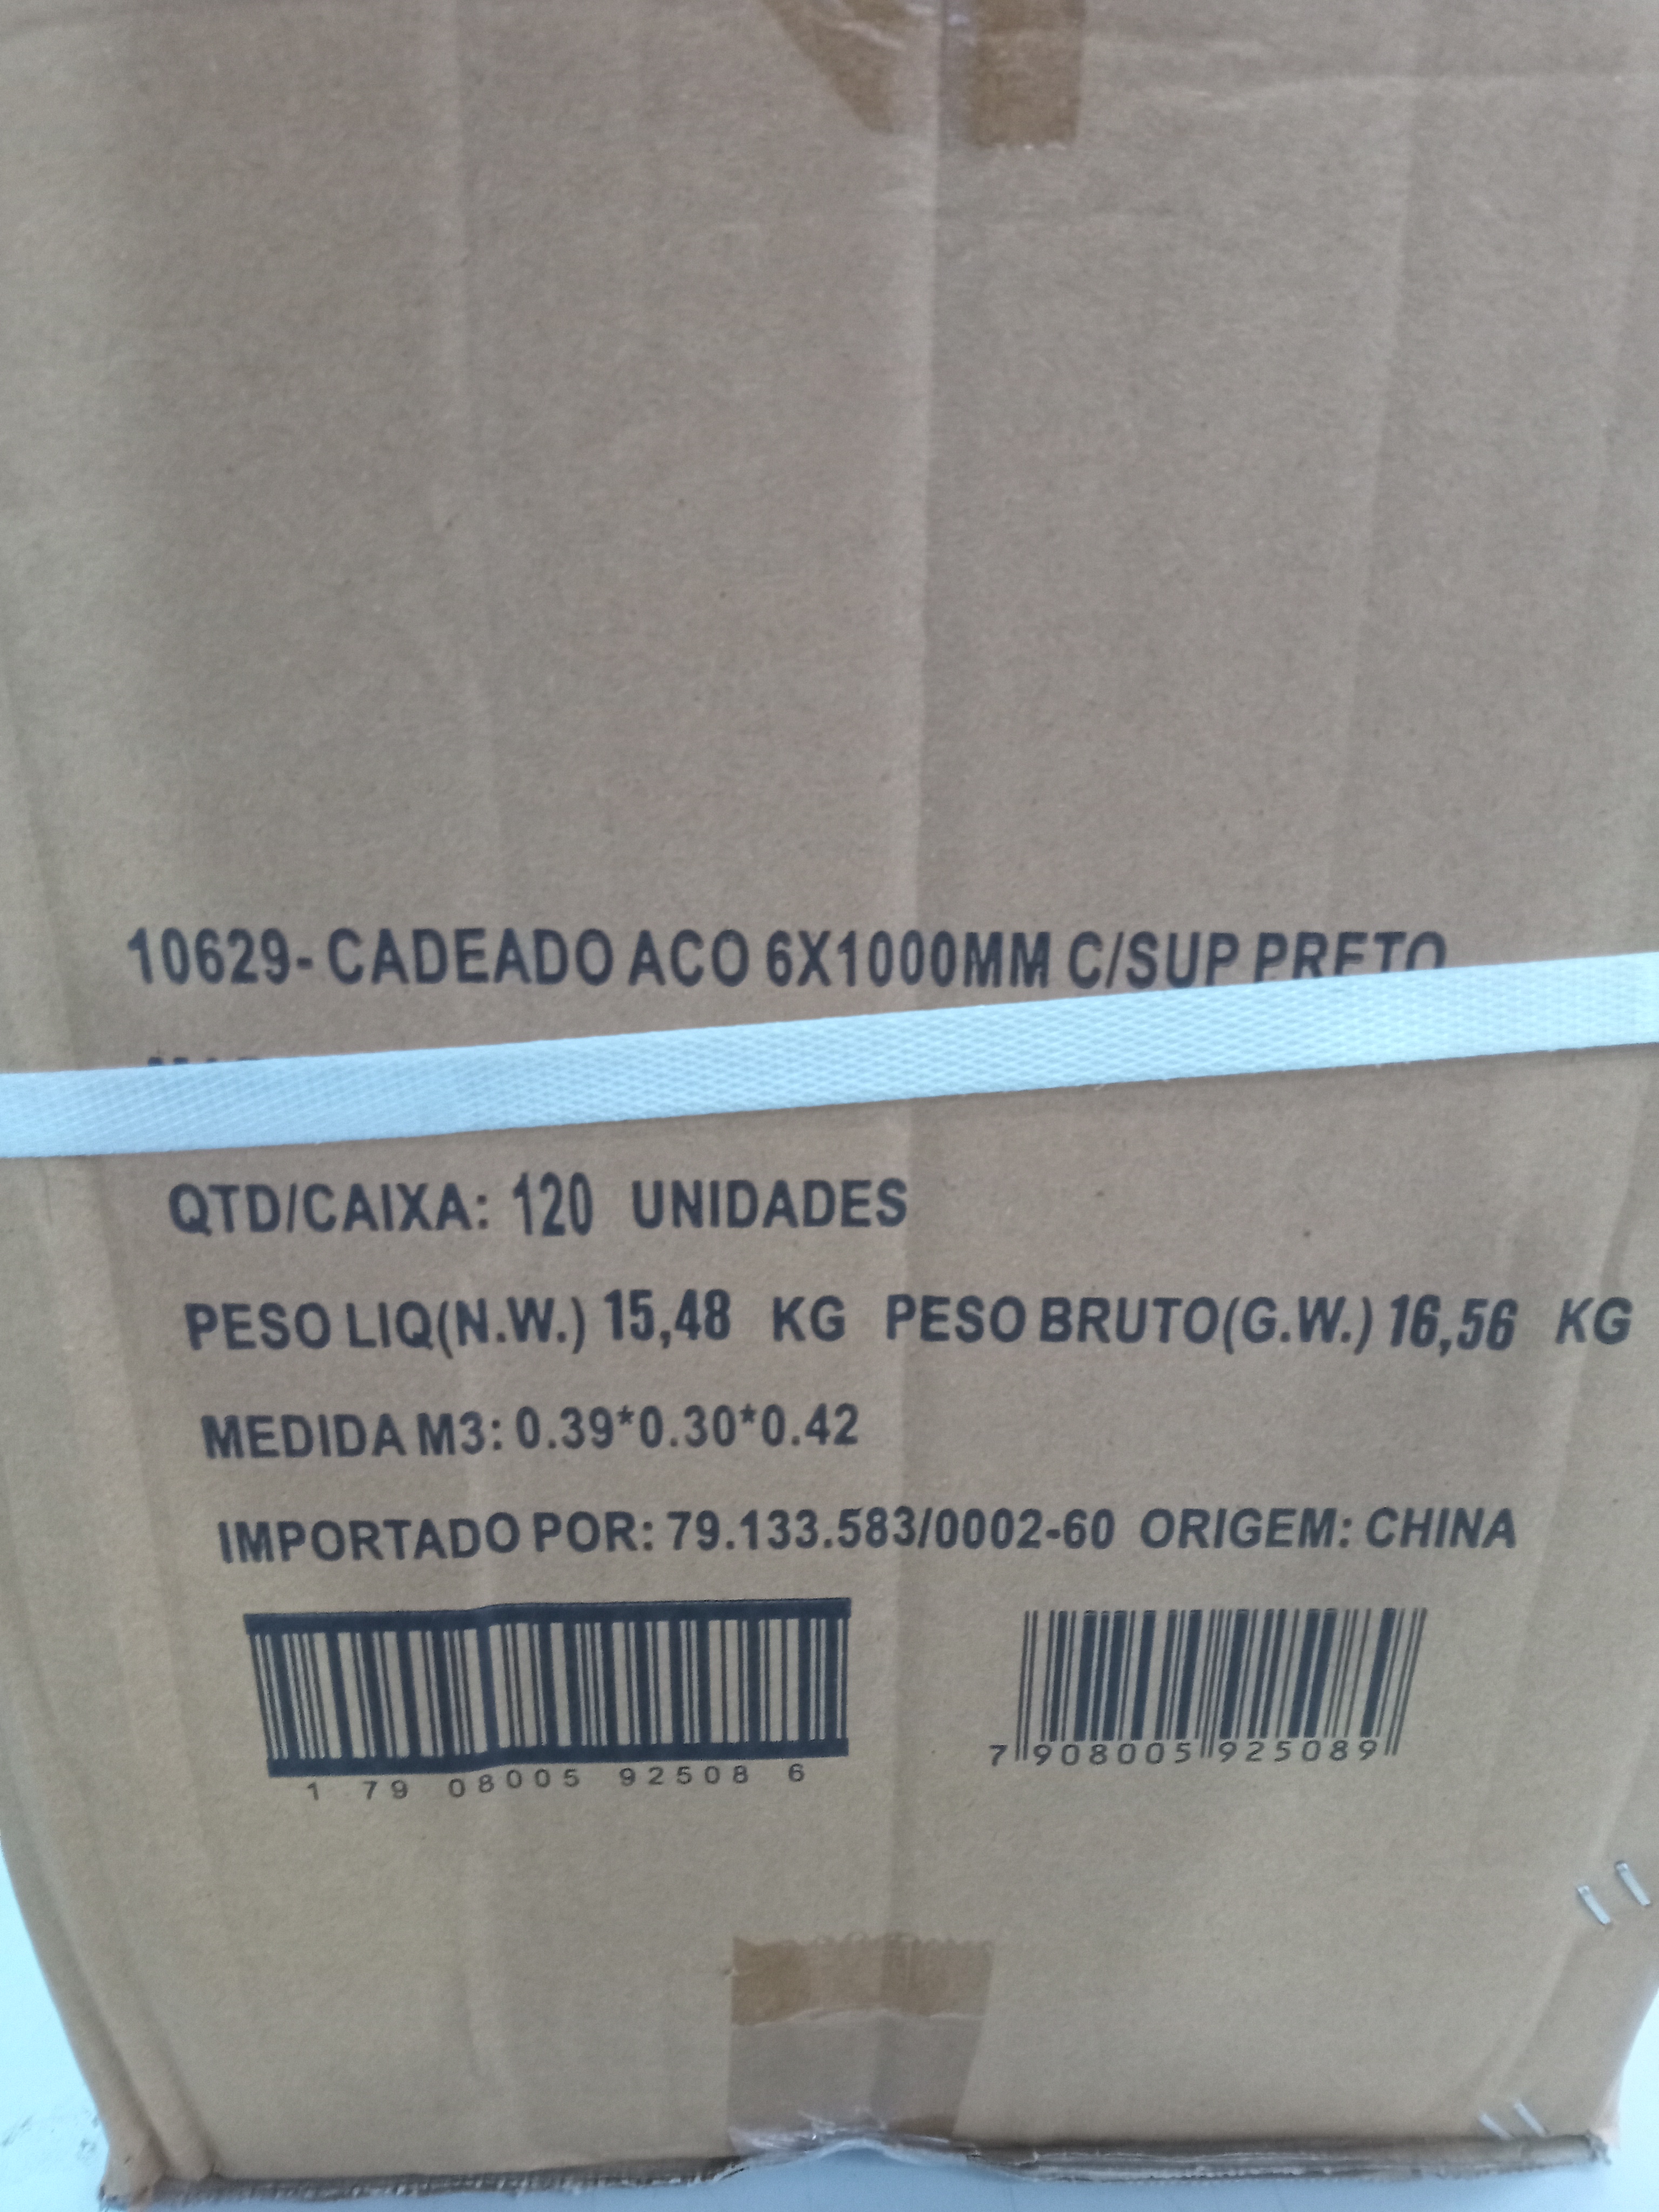 10629- CADEADO ACO 6X1000MM C/SUP PRETO
QTD/CAIXA: 120 UNIDADES
PESO LIQ(N.W.) 15,48 KG PESO BRUTO(G.W.) 16,56 KG
MEDIDA M3: 0.39*0.30*0.42
IMPORTADO POR: 79.133.583/0002-60 ORIGEM: CHINA
1 79 08005 92508 6
7 908005 925089